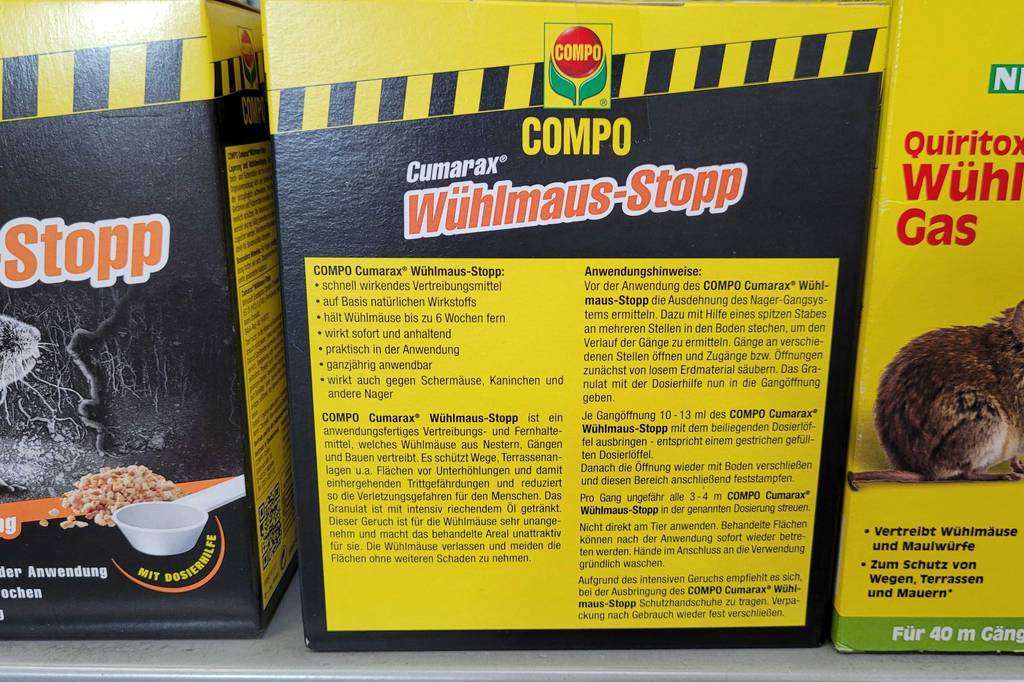 COMPO
COMPO
Cumarax®
Wühlmaus-Stopp
COMPO Cumarax® Wühlmaus-Stopp:
• schnell wirkendes Vertreibungsmittel
• auf Basis natürlichen Wirkstoffs
• hält Wühlmäuse bis zu 6 Wochen fern
• wirkt sofort und anhaltend
• praktisch in der Anwendung
• ganzjährig anwendbar
• wirkt auch gegen Schermäuse, Kaninchen und
andere Nager
COMPO Cumarax® Wühlmaus-Stopp ist ein
anwendungsfertiges Vertreibungs- und Fernhalte-
mittel, welches Wühlmäuse aus Nestern, Gängen
und Bauen vertreibt. Es schützt Wege, Terrassenan-
lagen u.a. Flächen vor Unterhöhlungen und damit
einhergehenden Trittgefährdungen und reduziert
so die Verletzungsgefahren für den Menschen. Das
Granulat ist mit intensiv riechendem Öl getränkt.
Dieser Geruch ist für die Wühlmäuse sehr unange-
nehm und macht das behandelte Areal unattraktiv
für sie. Die Wühlmäuse verlassen und meiden die
Flächen ohne weiteren Schaden zu nehmen.
Anwendungshinweise:
Vor der Anwendung des COMPO Cumarax® Wühl-
maus-Stopp die Ausdehnung des Nager-Gangsys-
tems ermitteln. Dazu mit Hilfe eines spitzen Stabes
an mehreren Stellen in den Boden stechen, um den
Verlauf der Gänge zu ermitteln. Gänge an verschie-
denen Stellen öffnen und Zugänge bzw. Öffnungen
zunächst von losem Erdmaterial säubern. Das Gra-
nulat mit der Dosierhilfe nun in die Gangöffnung
geben.
Je Gangöffnung 10 - 13 ml des COMPO Cumarax®
Wühlmaus-Stopp mit dem beiliegenden Dosierlöf-
fel ausbringen - entspricht einem gestrichen gefüll-
ten Dosierlöffel.
Danach die Öffnung wieder mit Boden verschließen
und diesen Bereich anschließend feststampfen.
Pro Gang ungefähr alle 3 - 4 m COMPO Cumarax®
Wühlmaus-Stopp in der genannten Dosierung streuen.
Nicht direkt am Tier anwenden. Behandelte Flächen
können nach der Anwendung sofort wieder betre-
ten werden. Hände im Anschluss an die Verwendung
gründlich waschen.
Aufgrund des intensiven Geruchs empfiehlt es sich,
bei der Ausbringung des COMPO Cumarax® Wühl-
maus-Stopp Schutzhandschuhe zu tragen. Verpa-
ckung nach Gebrauch wieder fest verschließen.
-Stopp
MIT DOSIERHILFE
der Anwendung
ochen
Quiritox
Wühl
Gas
• Vertreibt Wühlmäuse
und Maulwürfe
• Zum Schutz von
Wegen, Terrassen
und Mauern*
Für 40 m Gäng